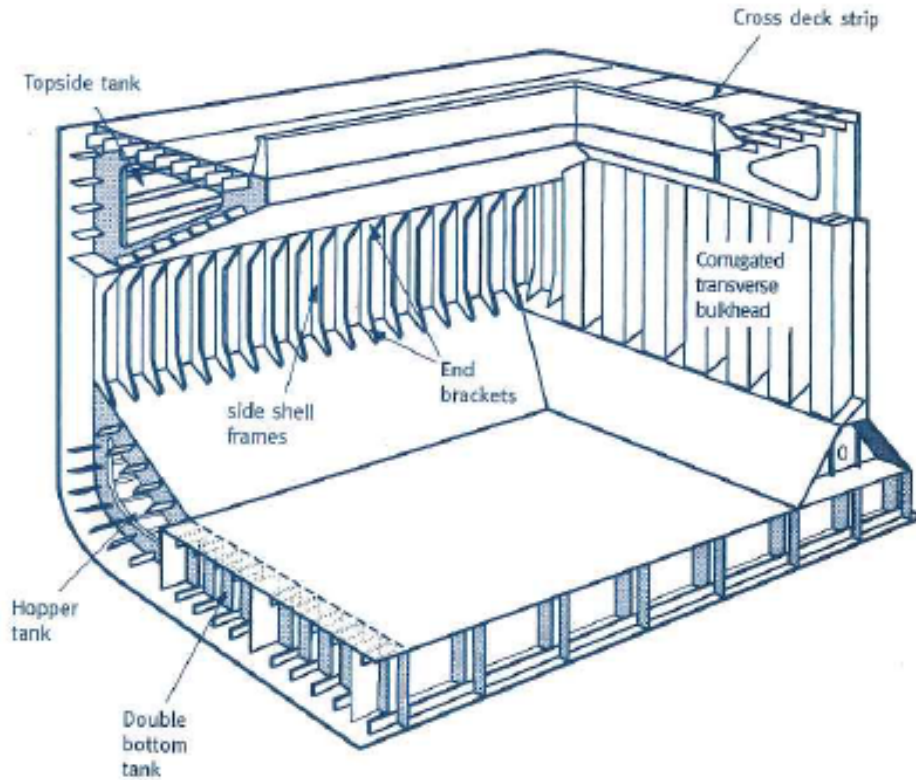 Cross deck strip
Topside tank
Corrugated
transverse
bulkhead
End
brackets
side shell
frames
Hopper
tank
Double
bottom
tank